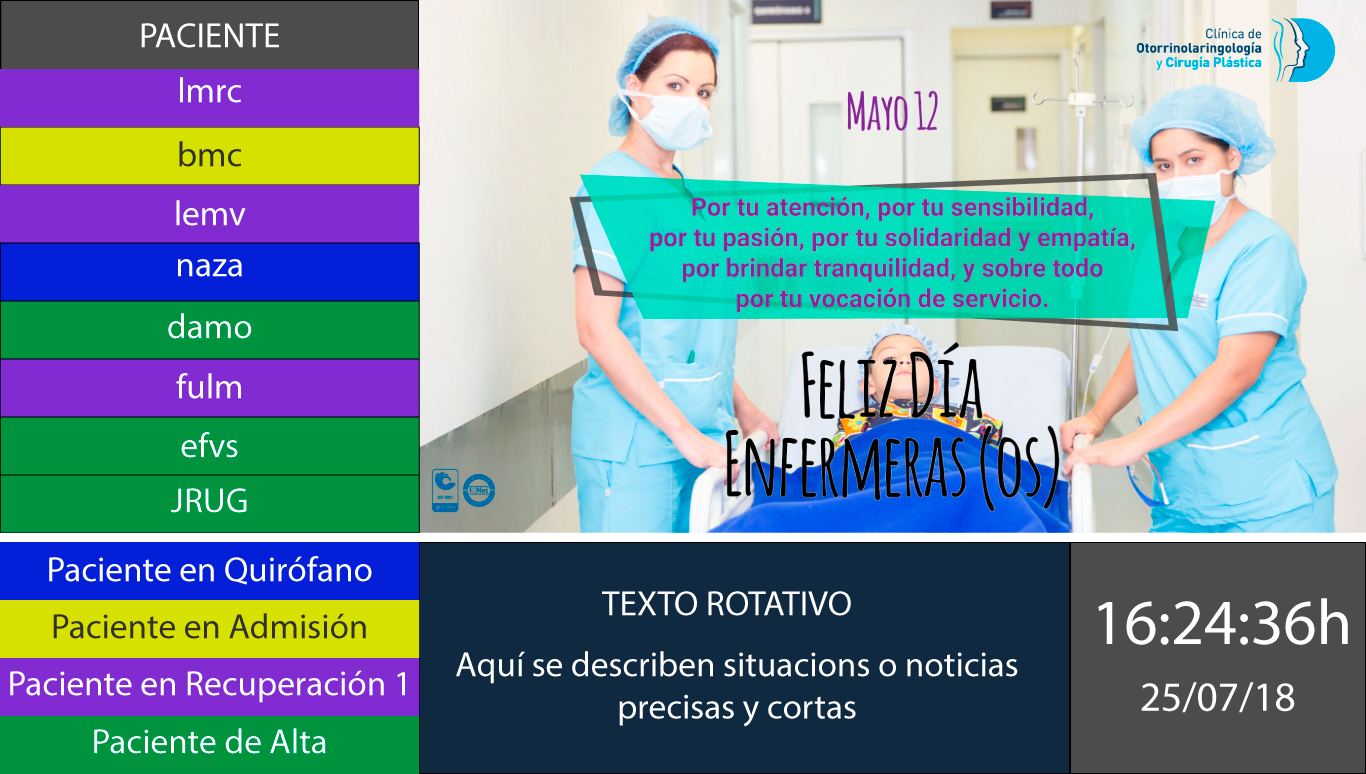 PACIENTE
lmrc
bmc
lemv
naza
damo
fulm
efvs
JRUG
Paciente en Quirófano
Paciente en Admisión
Paciente en Recuperación 1
Paciente de Alta
Clínica de
Otorrinolaringología
y Cirugía Plástica
Mayo 12
Por tu atención, por tu sensibilidad,
por tu pasión, por tu solidaridad y empatía,
por brindar tranquilidad, y sobre todo
por tu vocación de servicio.
Feliz Día
Enfermeras (os)
TEXTO ROTATIVO
Aquí se describen situacions o noticias
precisas y cortas
16:24:36h
25/07/18